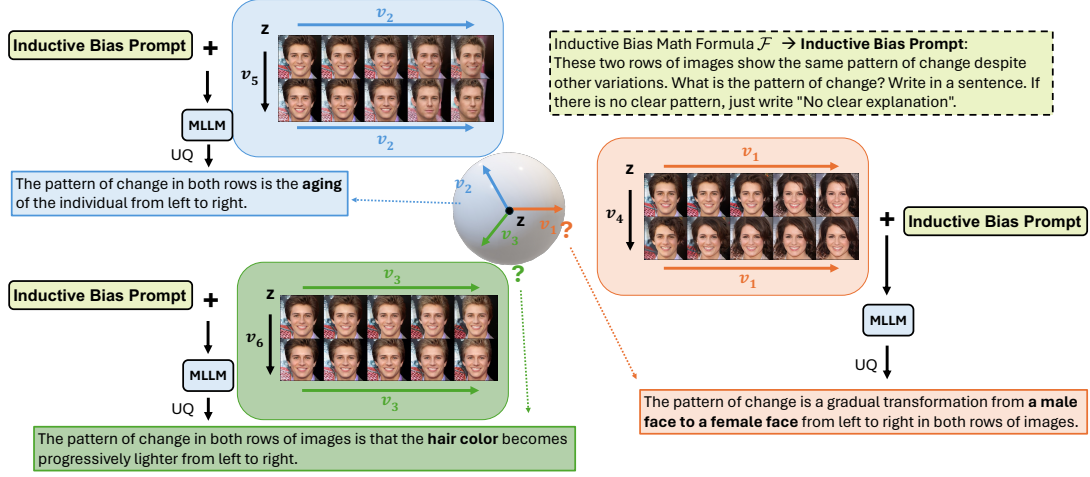 Inductive Bias Prompt +
z
v₂
v₅
v₂
MLLM
UQ
The pattern of change in both rows is the aging
of the individual from left to right.
Inductive Bias Math Formula ℱ → Inductive Bias Prompt:
These two rows of images show the same pattern of change despite
other variations. What is the pattern of change? Write in a sentence. If
there is no clear pattern, just write "No clear explanation".
v₂
z
v₁
?
v₃
?
z
v₁
v₄
v₁
+ Inductive Bias Prompt
MLLM
UQ
The pattern of change is a gradual transformation from a male
face to a female face from left to right in both rows of images.
Inductive Bias Prompt +
z
v₃
v₆
v₃
MLLM
UQ
The pattern of change in both rows of images is that the hair color becomes
progressively lighter from left to right.